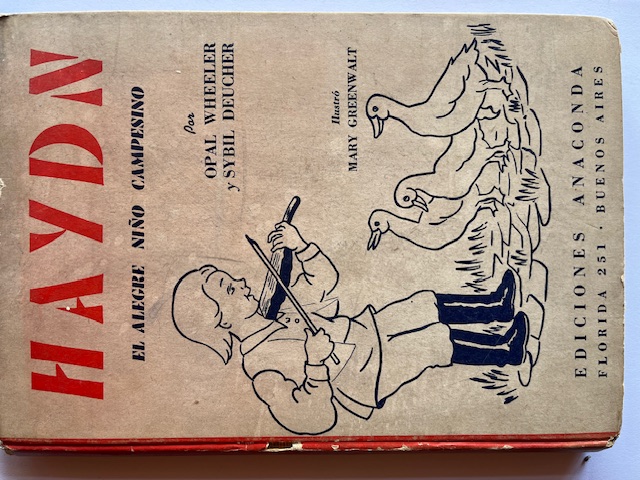 HAYDN
EL ALEGRE NIÑO CAMPESINO
Por
OPAL WHEELER
y SYBIL DEUCHER
Ilustró
MARY GREENWALT
EDICIONES ANACONDA
FLORIDA 251 · BUENOS AIRES